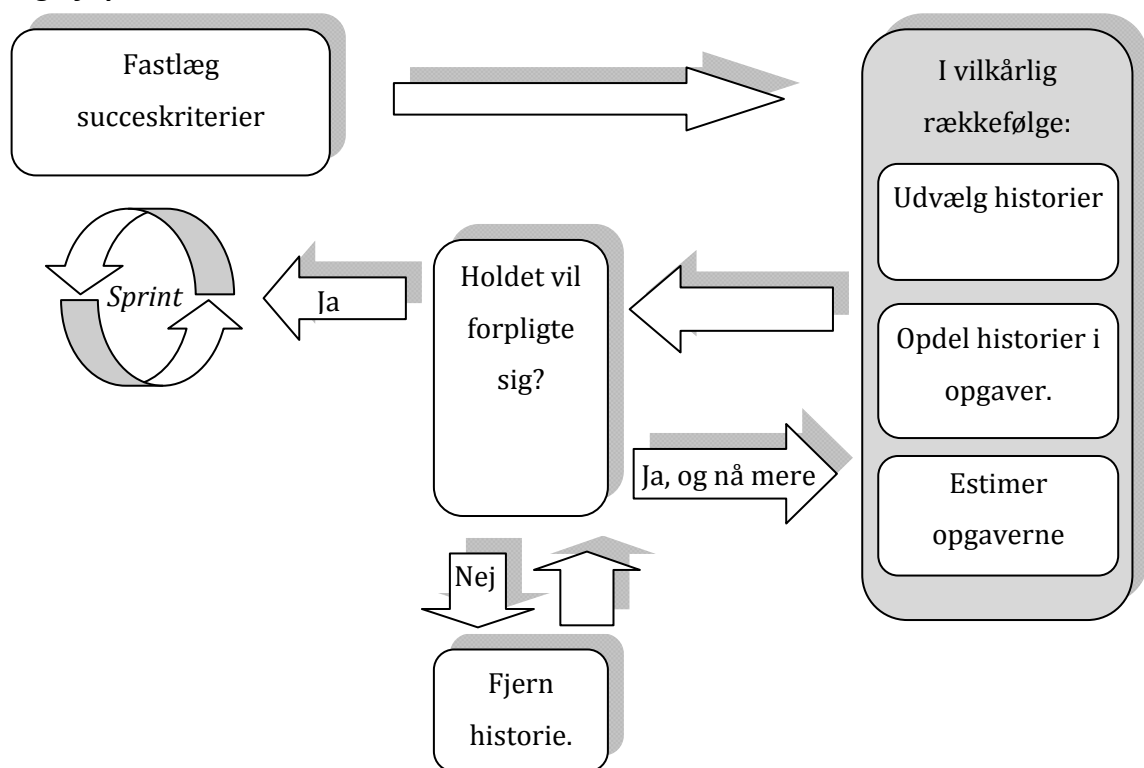 Fastlæg
succeskriterier
I vilkårlig
rækkefølge:
Udvælg historier
Opdel historier i
opgaver.
Estimer
opgaverne
Holdet vil
forpligte
sig?
Ja
Sprint
Ja, og nå mere
Nej
Fjern
historie.